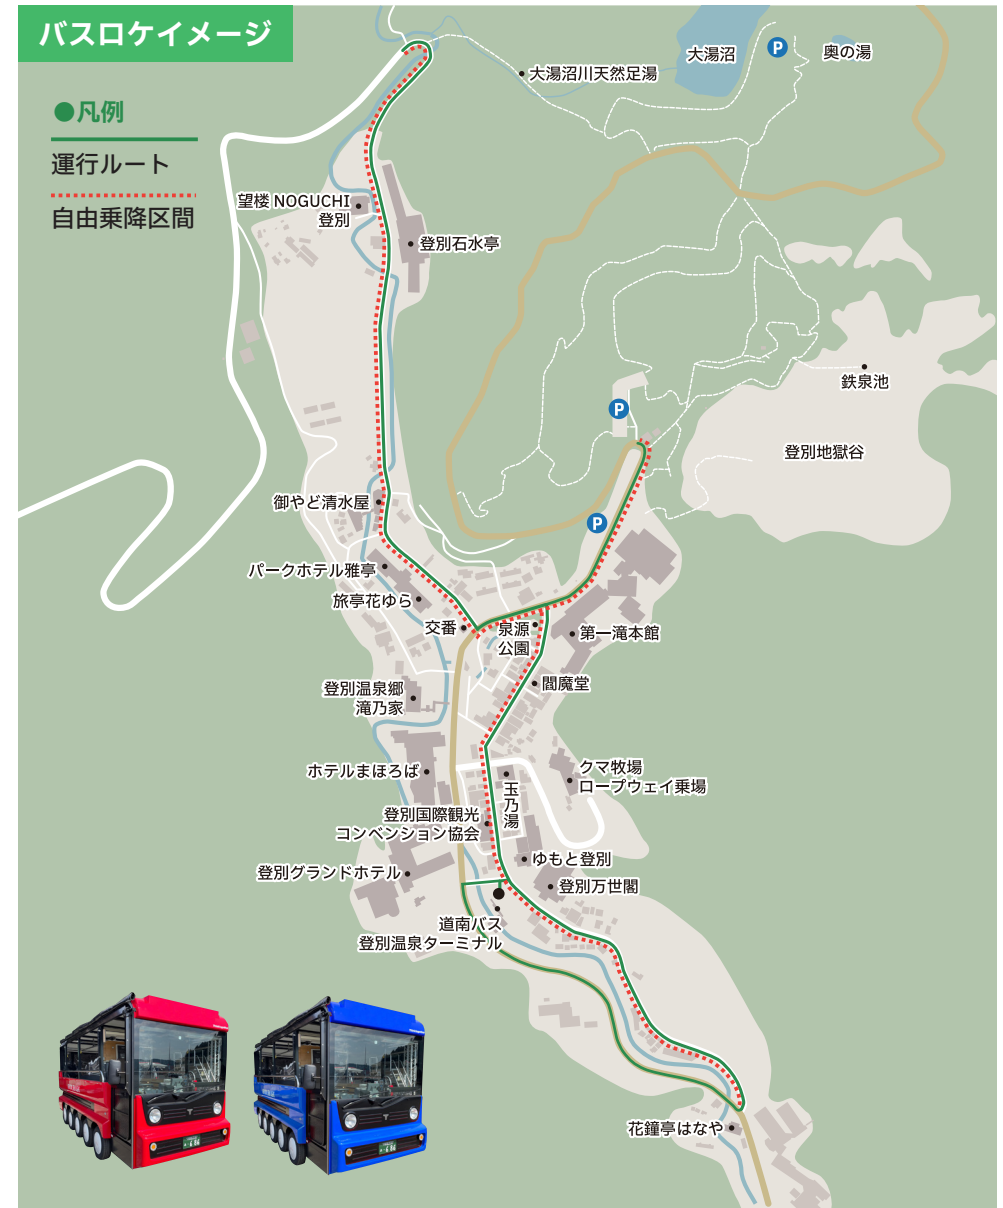 バスロケイメージ
●凡例
運行ルート
自由乗降区間
大湯沼
P
奥の湯
大湯沼川天然足湯
望楼 NOGUCHI
登別
登別石水亭
鉄泉池
P
登別地獄谷
御やど清水屋
P
パークホテル雅亭
旅亭花ゆら
交番
泉源
公園
第一滝本館
登別温泉郷
滝乃家
閻魔堂
ホテルまほろば
玉乃湯
クマ牧場
ロープウェイ乗場
登別国際観光
コンベンション協会
ゆもと登別
登別グランドホテル
登別万世閣
道南バス
登別温泉ターミナル
花鐘亭はなや